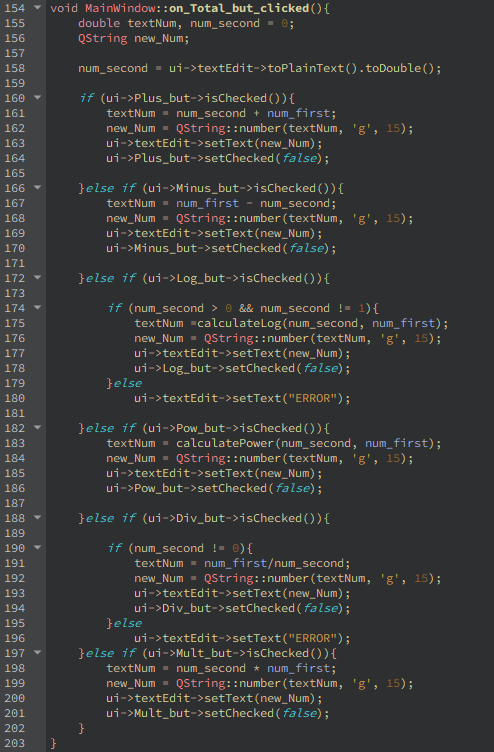 154 void MainWindow::on_Total_but_clicked(){
155 double textNum, num_second = 0;
156 QString new_Num;
157
158 num_second = ui->textEdit->toPlainText().toDouble();
159
160 if (ui->Plus_but->isChecked()){
161 textNum = num_second + num_first;
162 new_Num = QString::number(textNum, 'g', 15);
163 ui->textEdit->setText(new_Num);
164 ui->Plus_but->setChecked(false);
165
166 }else if (ui->Minus_but->isChecked()){
167 textNum = num_first - num_second;
168 new_Num = QString::number(textNum, 'g', 15);
169 ui->textEdit->setText(new_Num);
170 ui->Minus_but->setChecked(false);
171
172 }else if (ui->Log_but->isChecked()){
173
174 if (num_second > 0 && num_second != 1){
175 textNum =calculateLog(num_second, num_first);
176 new_Num = QString::number(textNum, 'g', 15);
177 ui->textEdit->setText(new_Num);
178 ui->Log_but->setChecked(false);
179 }else
180 ui->textEdit->setText("ERROR");
181
182 }else if (ui->Pow_but->isChecked()){
183 textNum = calculatePower(num_second, num_first);
184 new_Num = QString::number(textNum, 'g', 15);
185 ui->textEdit->setText(new_Num);
186 ui->Pow_but->setChecked(false);
187
188 }else if (ui->Div_but->isChecked()){
189
190 if (num_second != 0){
191 textNum = num_first/num_second;
192 new_Num = QString::number(textNum, 'g', 15);
193 ui->textEdit->setText(new_Num);
194 ui->Div_but->setChecked(false);
195 }else
196 ui->textEdit->setText("ERROR");
197 }else if (ui->Mult_but->isChecked()){
198 textNum = num_second * num_first;
199 new_Num = QString::number(textNum, 'g', 15);
200 ui->textEdit->setText(new_Num);
201 ui->Mult_but->setChecked(false);
202 }
203 }